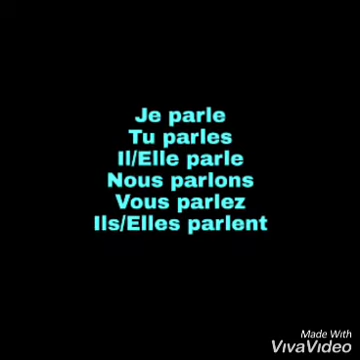 Je parle
Tu parles
Il/Elle parle
Nous parlons
Vous parlez
Ils/Elles parlent
Made With
VivaVideo